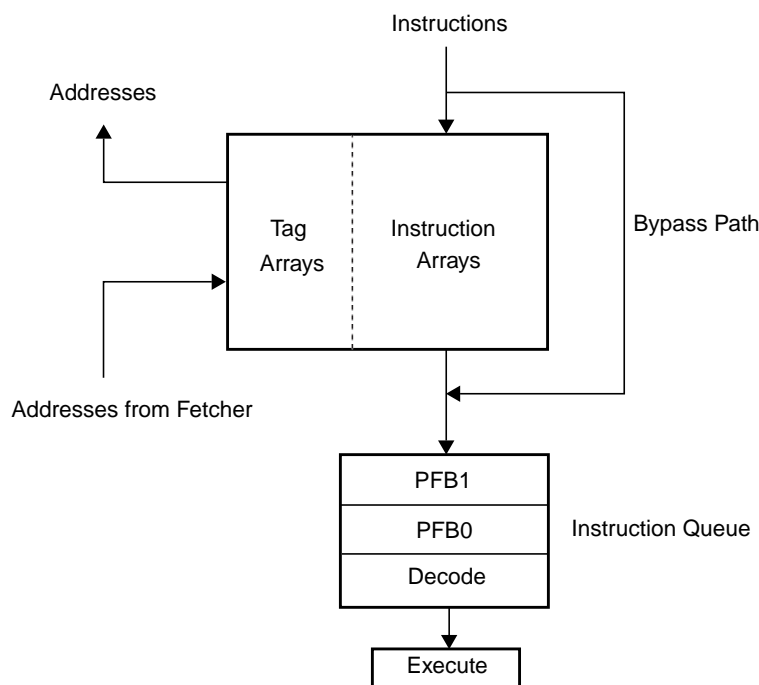 Instructions
Addresses
Tag
Arrays
Instruction
Arrays
Bypass Path
Addresses from Fetcher
PFB1
PFB0
Instruction Queue
Decode
Execute